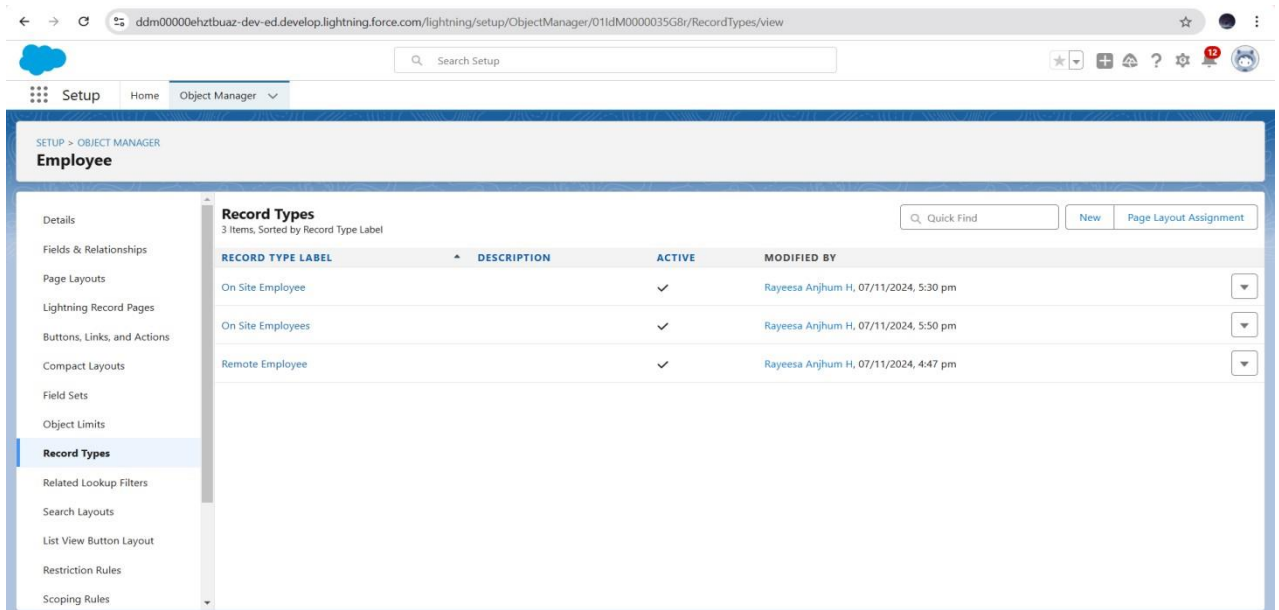 ddm00000ehztbuaz-dev-ed.develop.lightning.force.com/lightning/setup/ObjectManager/01IdM0000035G8r/RecordTypes/view
Search Setup
12
Setup Home Object Manager
SETUP > OBJECT MANAGER
Employee
Details
Fields & Relationships
Page Layouts
Lightning Record Pages
Buttons, Links, and Actions
Compact Layouts
Field Sets
Object Limits
Record Types
Related Lookup Filters
Search Layouts
List View Button Layout
Restriction Rules
Scoping Rules
Record Types
3 Items, Sorted by Record Type Label
Quick Find
New Page Layout Assignment
RECORD TYPE LABEL DESCRIPTION ACTIVE MODIFIED BY
On Site Employee Rayeesa Anjhum H, 07/11/2024, 5:30 pm
On Site Employees Rayeesa Anjhum H, 07/11/2024, 5:50 pm
Remote Employee Rayeesa Anjhum H, 07/11/2024, 4:47 pm